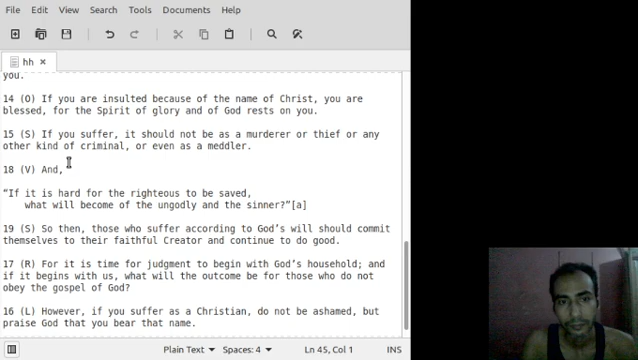 File Edit View Search Tools Documents Help
hh ×
you.
14 (O) If you are insulted because of the name of Christ, you are
blessed, for the Spirit of glory and of God rests on you.
15 (S) If you suffer, it should not be as a murderer or thief or any
other kind of criminal, or even as a meddler.
18 (V) And,
“If it is hard for the righteous to be saved,
what will become of the ungodly and the sinner?”[a]
19 (S) So then, those who suffer according to God’s will should commit
themselves to their faithful Creator and continue to do good.
17 (R) For it is time for judgment to begin with God’s household; and
if it begins with us, what will the outcome be for those who do not
obey the gospel of God?
16 (L) However, if you suffer as a Christian, do not be ashamed, but
praise God that you bear that name.
Plain Text Spaces: 4 Ln 45, Col 1 INS